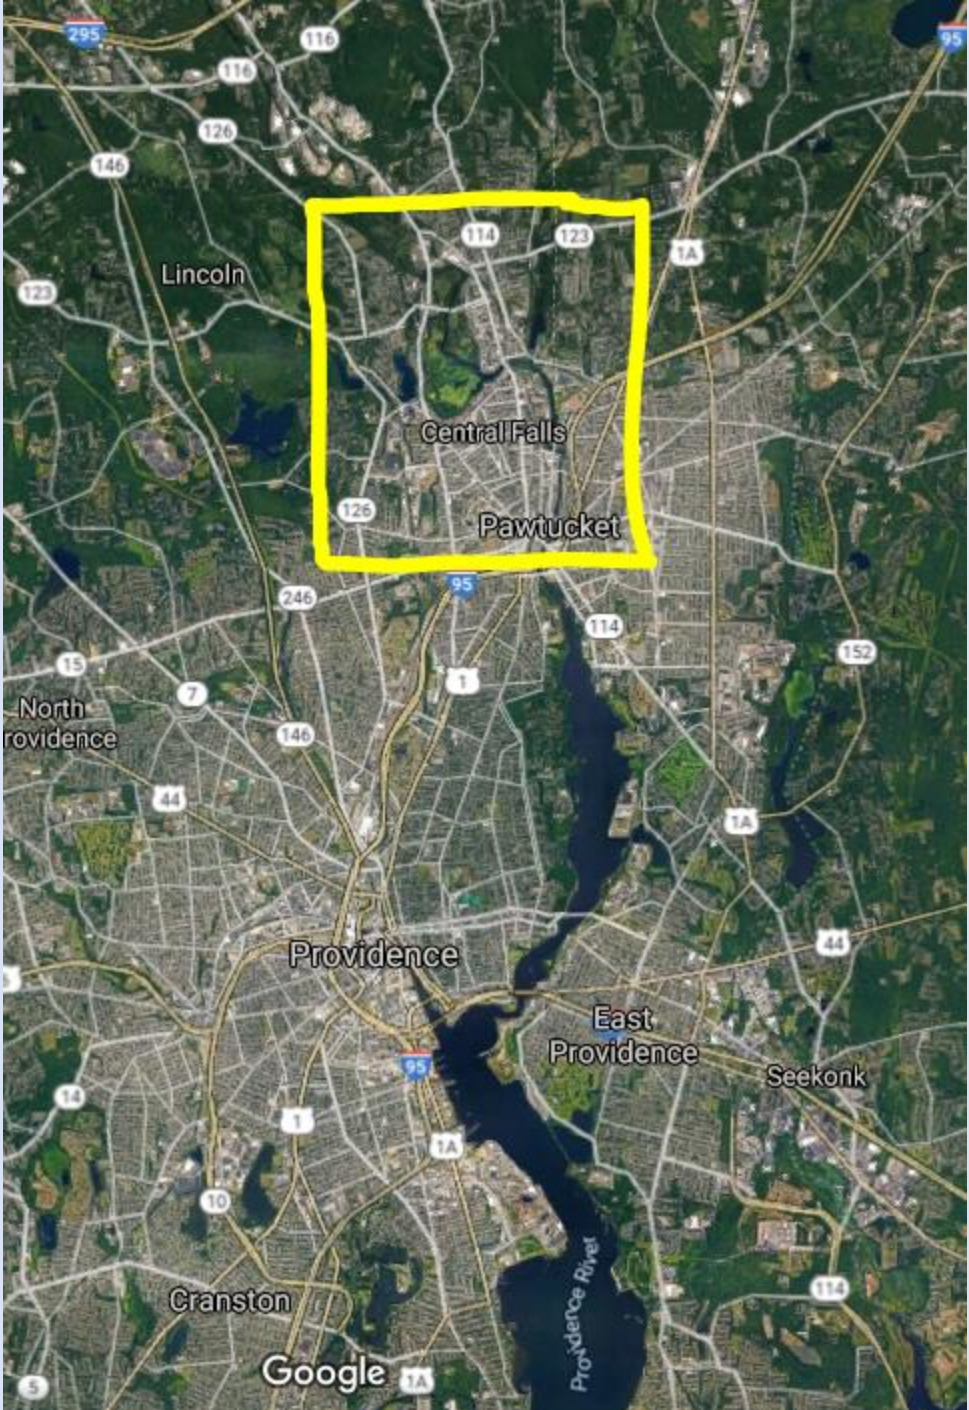 295
116
95
116
126
146
114
123
1A
Lincoln
123
Central Falls
126
Pawtucket
95
246
114
152
15
1
7
North
rovidence
146
44
1A
44
Providence
East
Providence
95
Seekonk
14
1
1A
10
Providence River
114
Cranston
Google
1A
5